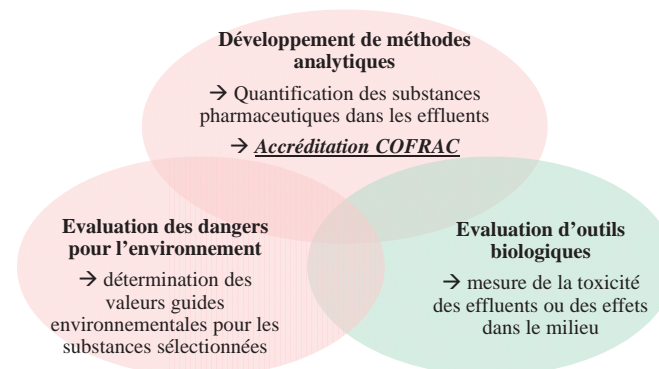 Développement de méthodes
analytiques
→ Quantification des substances
pharmaceutiques dans les effluents
→ Accréditation COFRAC
Evaluation des dangers
pour l'environnement
→ détermination des
valeurs guides
environnementales pour les
substances sélectionnées
Evaluation d'outils
biologiques
→ mesure de la toxicité
des effluents ou des effets
dans le milieu